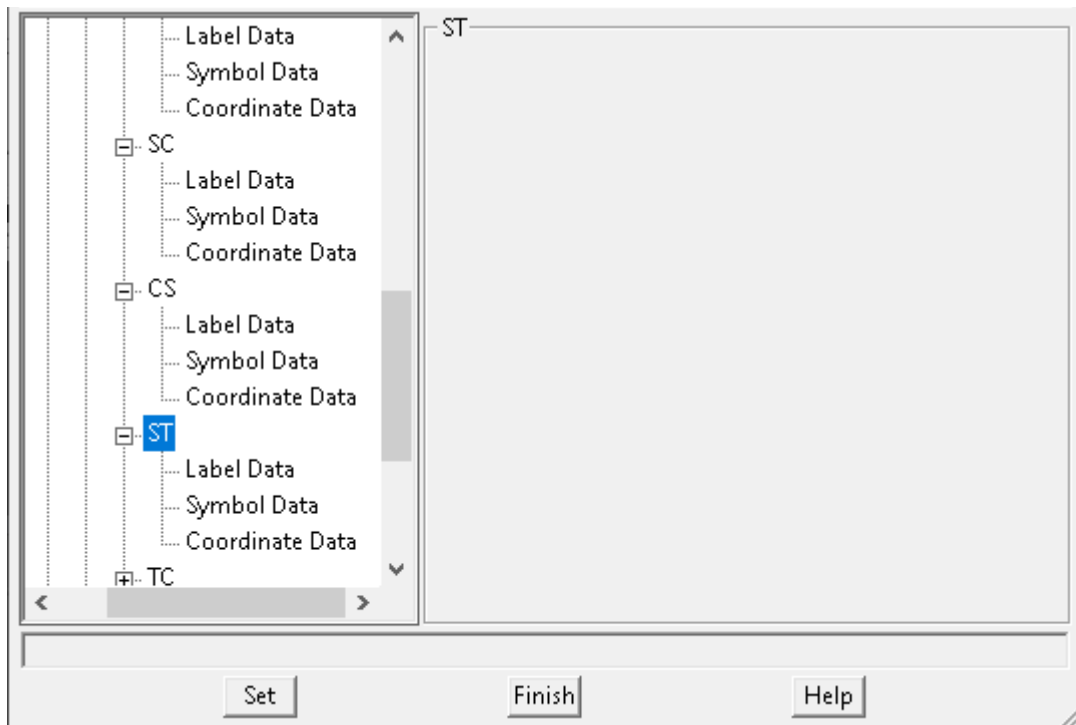 Label Data
Symbol Data
Coordinate Data
SC
Label Data
Symbol Data
Coordinate Data
CS
Label Data
Symbol Data
Coordinate Data
ST
Label Data
Symbol Data
Coordinate Data
TC
ST
Set
Finish
Help